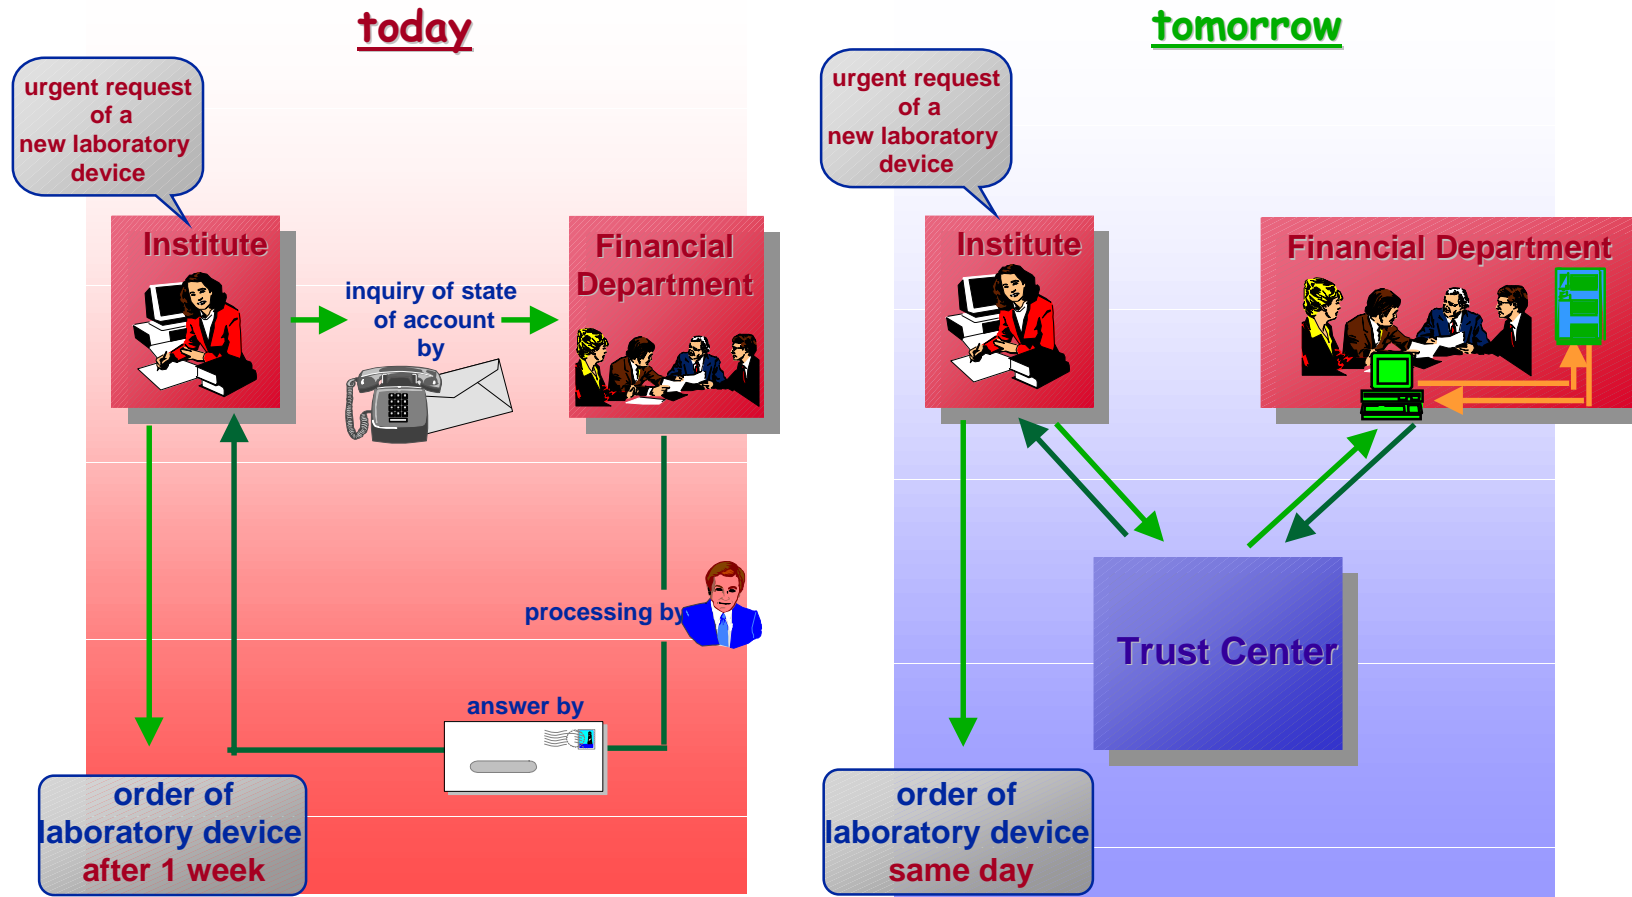 today
urgent request
of a
new laboratory
device
Institute
inquiry of state
of account
by
Financial
Department
processing by
answer by
order of
laboratory device
after 1 week
tomorrow
urgent request
of a
new laboratory
device
Institute
Financial Department
Trust Center
order of
laboratory device
same day